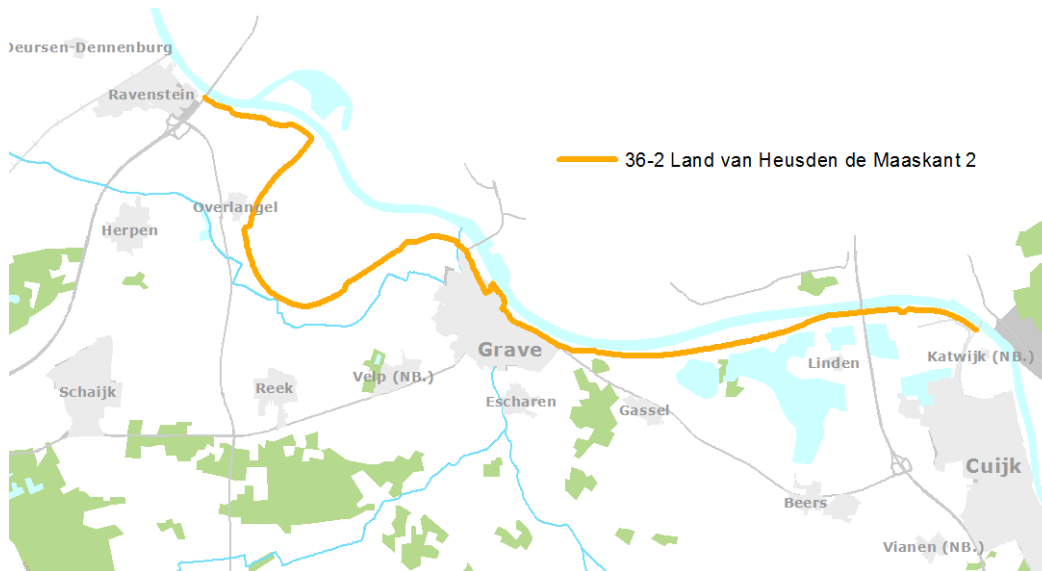 Deursen-Dennenburg
Ravenstein
36-2 Land van Heusden de Maaskant 2
Overlangel
Herpen
Grave
Linden
Katwijk (NB.)
Velp (NB.)
Schaijk
Reek
Escharen
Gassel
Cuijk
Beers
Vianen (NB.)